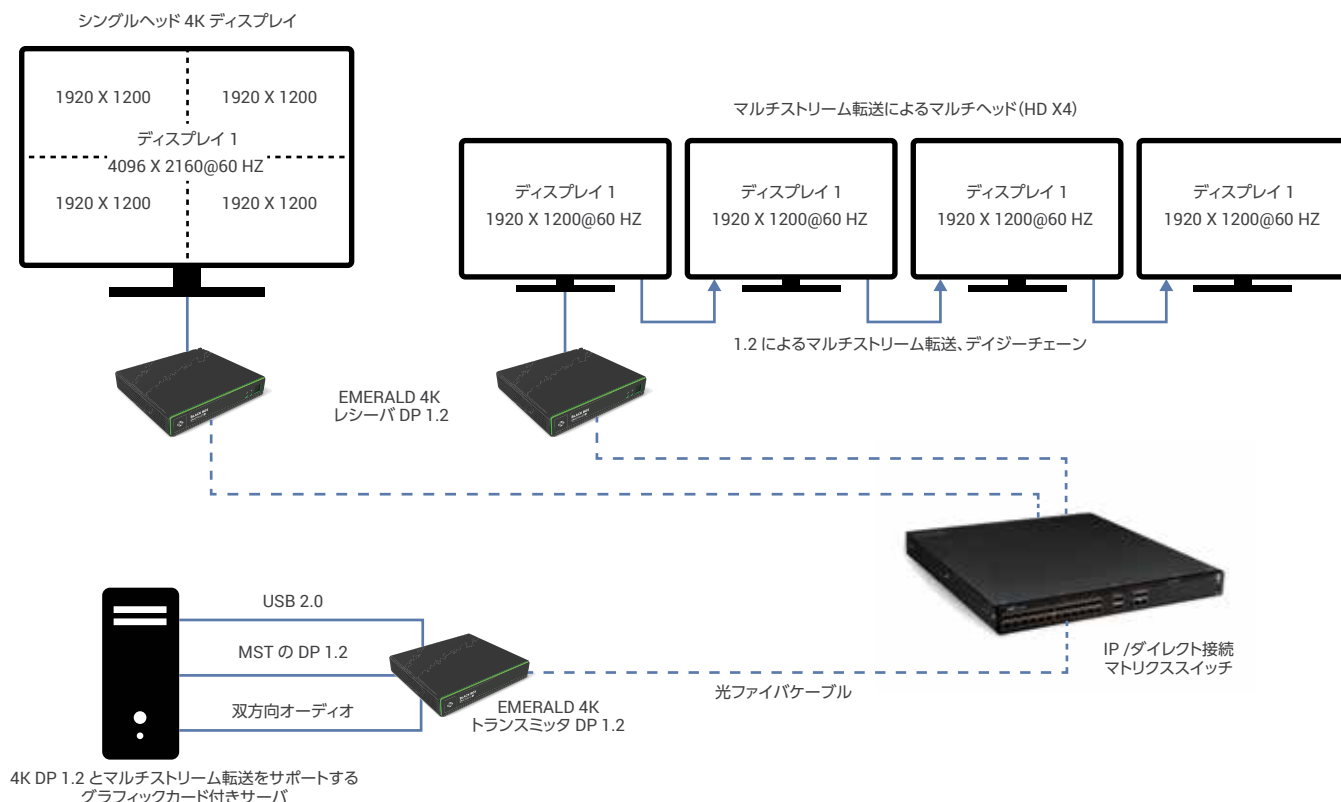 シングルヘッド 4K ディスプレイ
1920 X 1200
1920 X 1200
ディスプレイ 1
4096 X 2160@60 HZ
1920 X 1200
1920 X 1200
マルチストリーム転送によるマルチヘッド(HD X4)
ディスプレイ 1
1920 X 1200@60 HZ
ディスプレイ 1
1920 X 1200@60 HZ
ディスプレイ 1
1920 X 1200@60 HZ
ディスプレイ 1
1920 X 1200@60 HZ
1.2 によるマルチストリーム転送、デイジーチェーン
EMERALD 4K
レシーバ DP 1.2
BLACK BOX
BLACK BOX
USB 2.0
MST の DP 1.2
双方向オーディオ
BLACK BOX
EMERALD 4K
トランスミッタ DP 1.2
光ファイバケーブル
IP /ダイレクト接続
マトリクススイッチ
4K DP 1.2 とマルチストリーム転送をサポートする
グラフィックカード付きサーバ